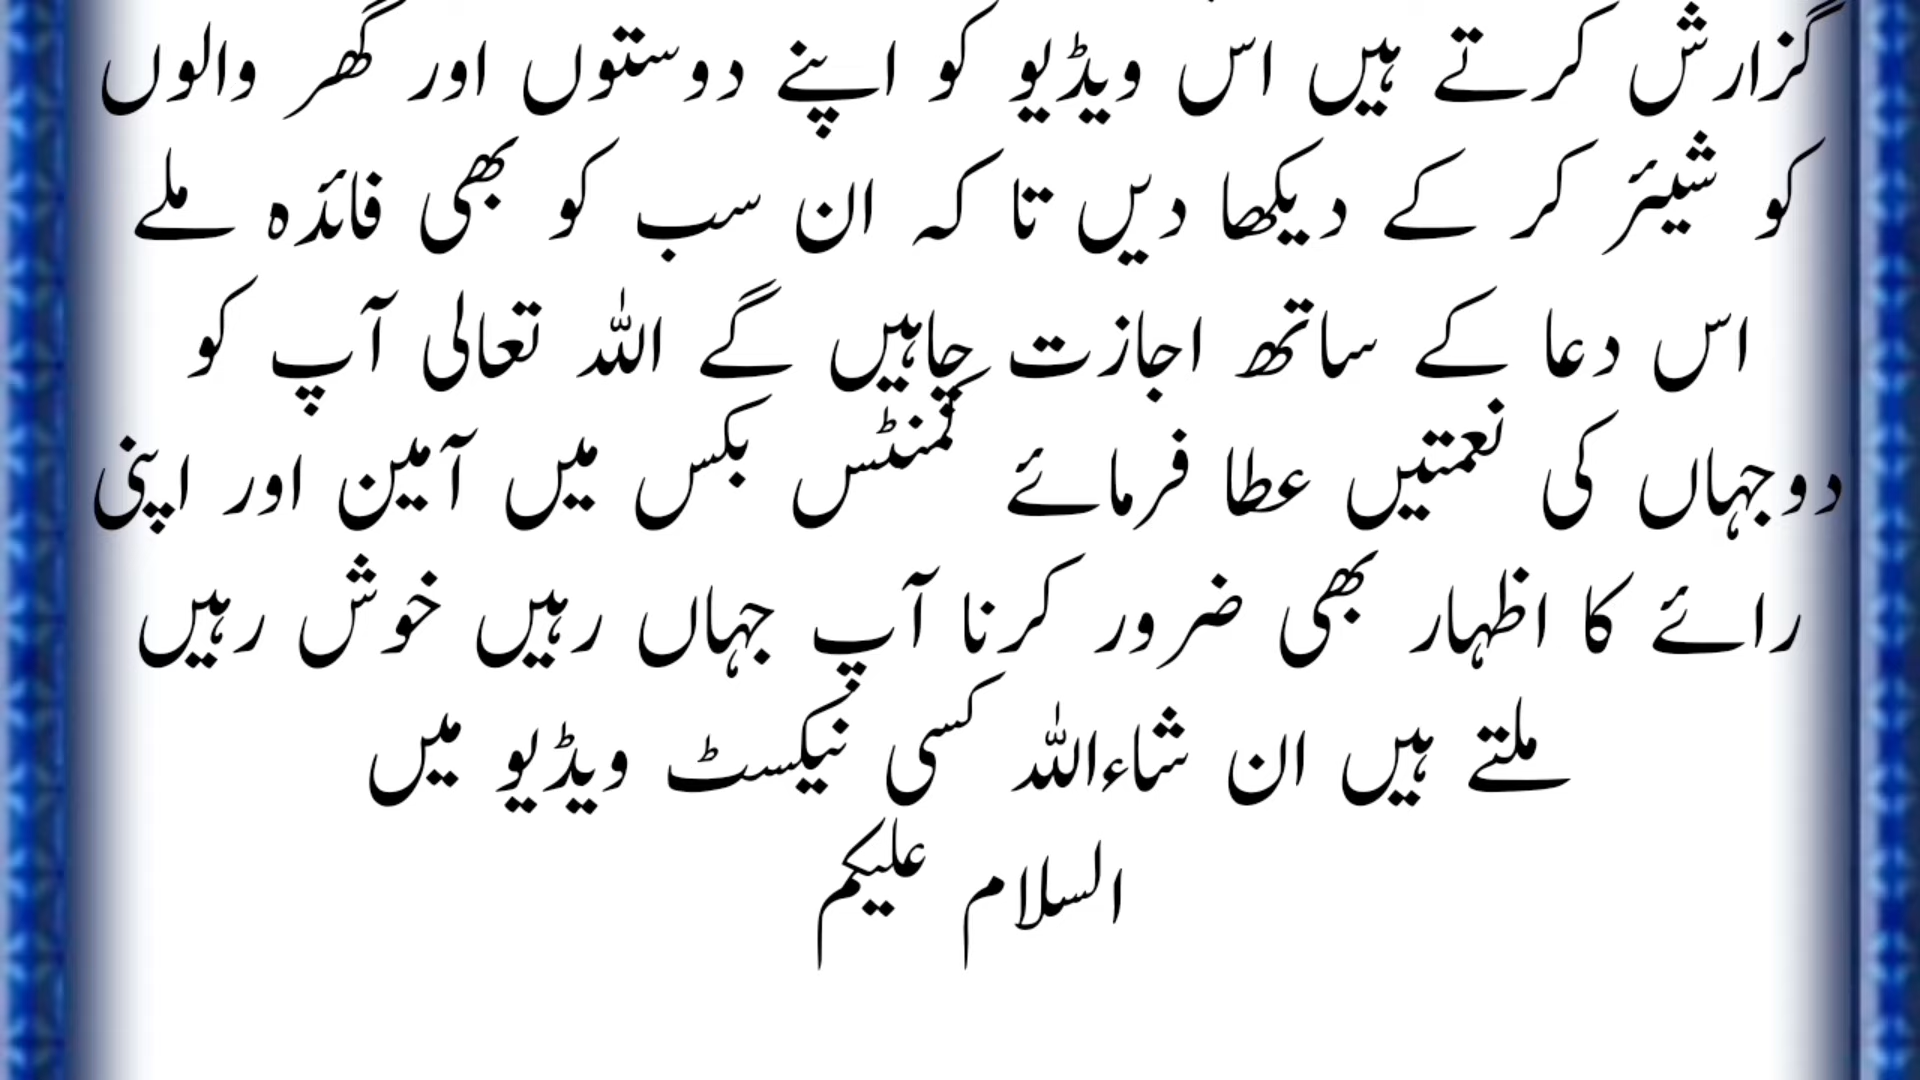 گزارش کرتے ہیں اس ویڈیو کو اپنے دوستوں اور گھر والوں
کو شیئر کر کے دیکھا دیں تا کہ ان سب کو بھی فائدہ ملے
اس دعا کے ساتھ اجازت چاہیں گے اللہ تعالی آپ کو
دوجہاں کی نعمتیں عطا فرمائے کمنٹس بکس میں آمین اور اپنی
رائے کا اظہار بھی ضرور کرنا آپ جہاں رہیں خوش رہیں
ملتے ہیں ان شاءاللہ کسی نیکسٹ ویڈیو میں
السلام علیکم